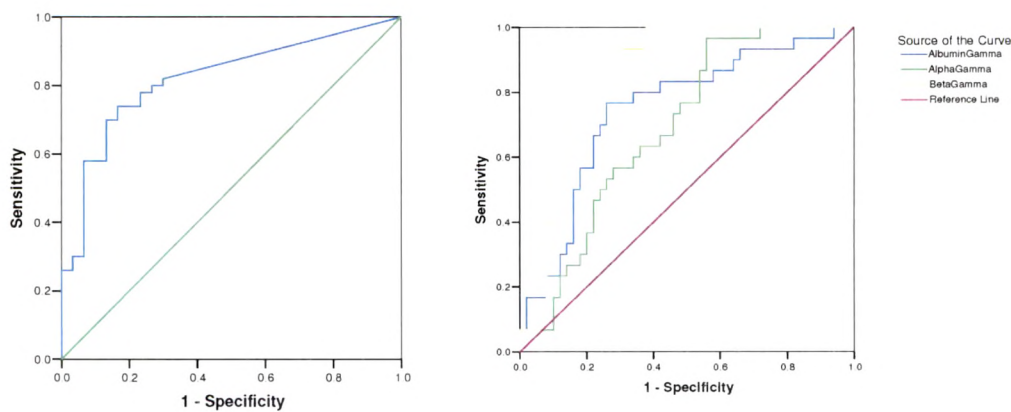 1.0
0.8
0.6
0.4
0.2
0.0
Sensitivity
0.0 0.2 0.4 0.6 0.8 1.0
1 - Specificity
1.0
0.8
0.6
0.4
0.2
0.0
Sensitivity
0.0 0.2 0.4 0.6 0.8 1.0
1 - Specificity
Source of the Curve
AlbuminGamma
AlphaGamma
BetaGamma
Reference Line